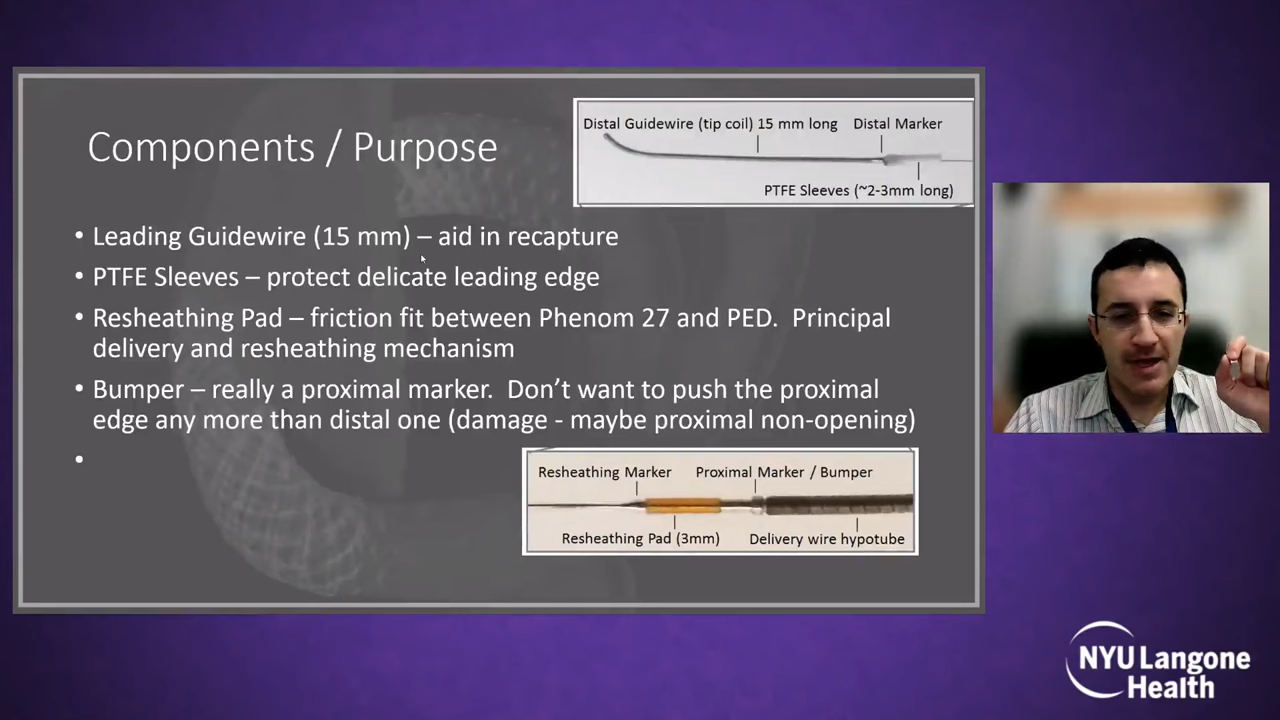 Components / Purpose
Distal Guidewire (tip coil) 15 mm long Distal Marker
PTFE Sleeves (~2-3mm long)
• Leading Guidewire (15 mm) – aid in recapture
• PTFE Sleeves – protect delicate leading edge
• Resheathing Pad – friction fit between Phenom 27 and PED. Principal
delivery and resheathing mechanism
• Bumper – really a proximal marker. Don’t want to push the proximal
edge any more than distal one (damage - maybe proximal non-opening)
•
Resheathing Marker Proximal Marker / Bumper
Resheathing Pad (3mm) Delivery wire hypotube
NYU Langone
Health